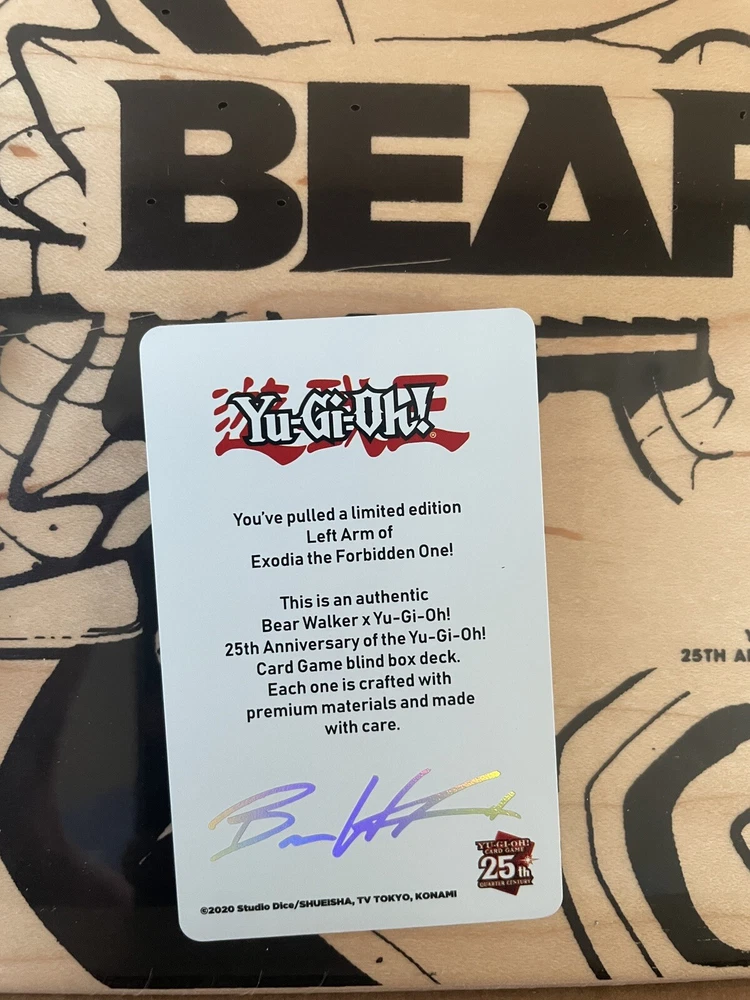 BEAR
遊戯王
Yu-Gi-Oh!®
You've pulled a limited edition
Left Arm of
Exodia the Forbidden One!
This is an authentic
Bear Walker x Yu-Gi-Oh!
25th Anniversary of the Yu-Gi-Oh!
Card Game blind box deck.
Each one is crafted with
premium materials and made
with care.
25TH
YU-GI-OH!
CARD GAME
25th
QUARTER CENTURY
©2020 Studio Dice/SHUEISHA, TV TOKYO, KONAMI